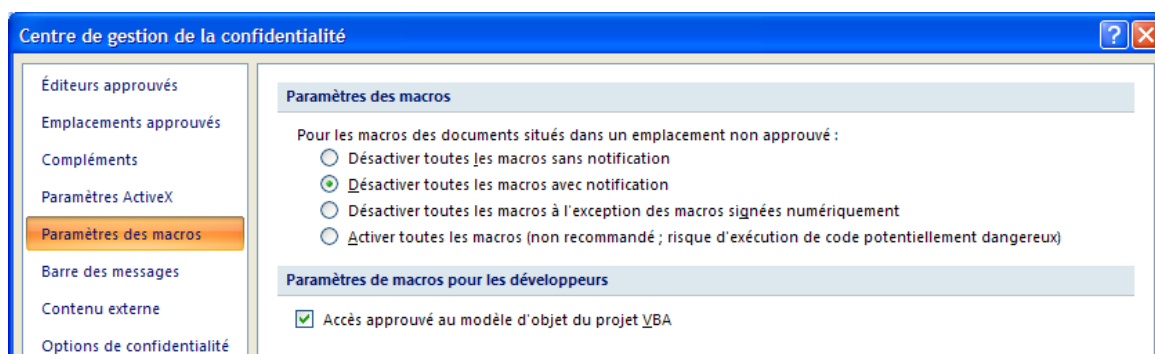 Centre de gestion de la confidentialité
Éditeurs approuvés
Emplacements approuvés
Compléments
Paramètres ActiveX
Paramètres des macros
Barre des messages
Contenu externe
Options de confidentialité
Paramètres des macros
Pour les macros des documents situés dans un emplacement non approuvé :
Désactiver toutes les macros sans notification
Désactiver toutes les macros avec notification
Désactiver toutes les macros à l'exception des macros signées numériquement
Activer toutes les macros (non recommandé ; risque d'exécution de code potentiellement dangereux)
Paramètres de macros pour les développeurs
Accès approuvé au modèle d'objet du projet VBA